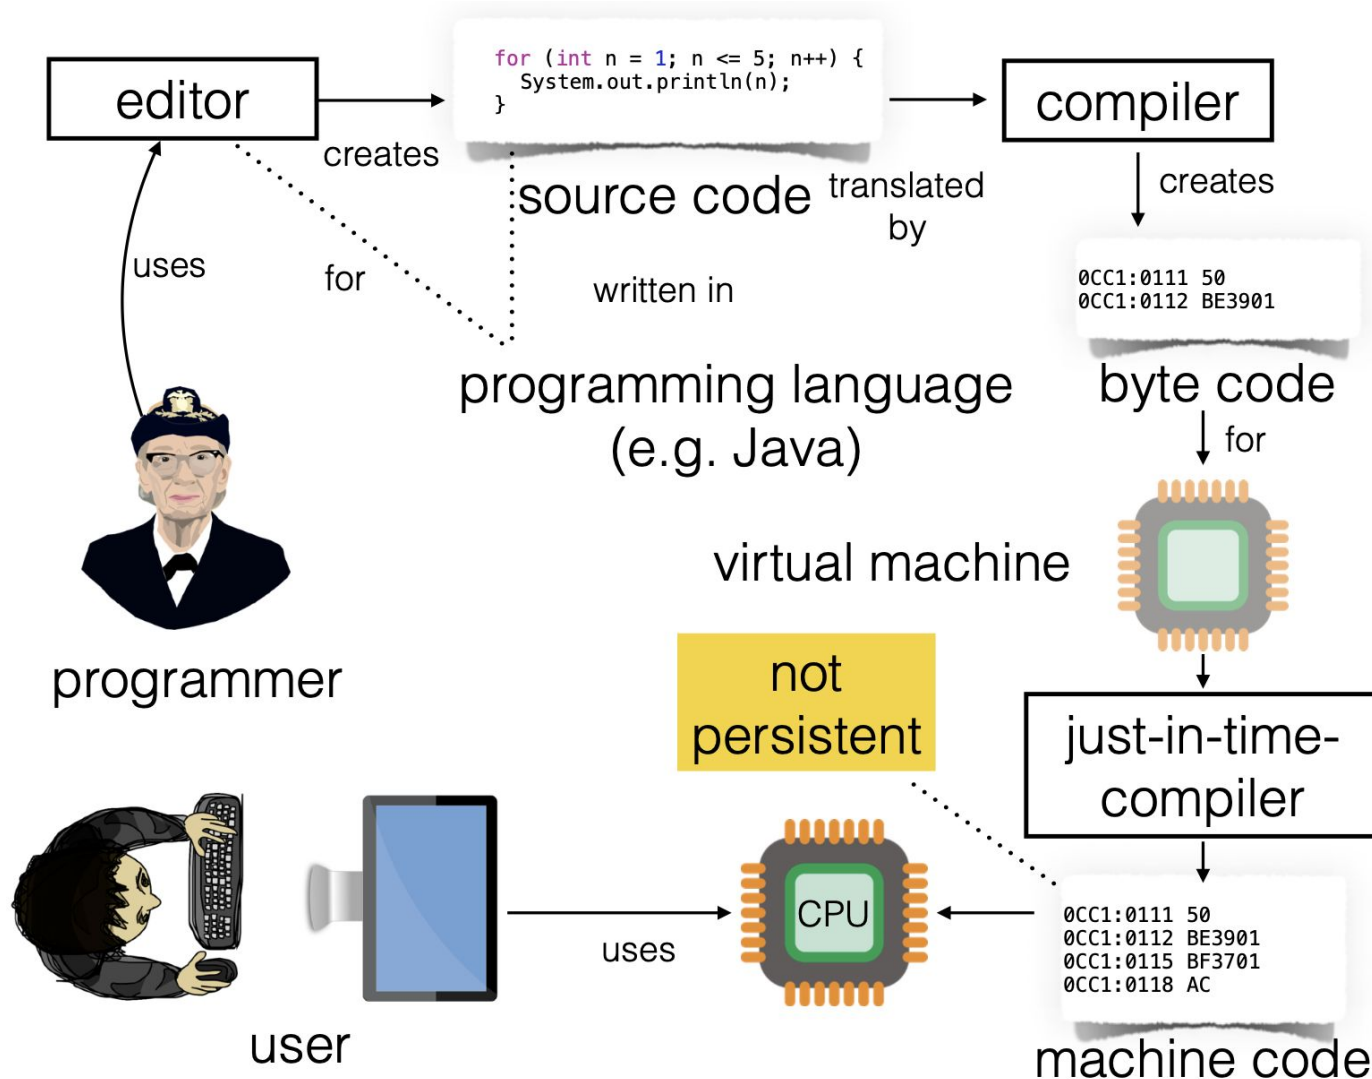 for (int n = 1; n <= 5; n++) {
System.out.println(n);
}
editor
compiler
creates
source code
translated
by
creates
uses
for
written in
0CC1:0111 50
0CC1:0112 BE3901
programming language
(e.g. Java)
byte code
for
virtual machine
programmer
not
persistent
just-in-time-
compiler
CPU
uses
0CC1:0111 50
0CC1:0112 BE3901
0CC1:0115 BF3701
0CC1:0118 AC
user
machine code